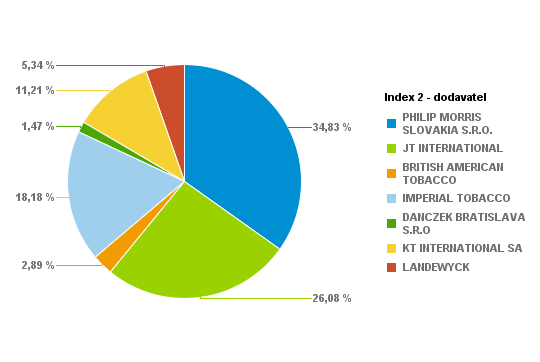 5,34 %
11,21 %
1,47 %
18,18 %
2,89 %
34,83 %
26,08 %
Index 2 - dodavatel
PHILIP MORRIS
SLOVAKIA S.R.O.
JT INTERNATIONAL
BRITISH AMERICAN
TOBACCO
IMPERIAL TOBACCO
DANCZEK BRATISLAVA
S.R.O
KT INTERNATIONAL SA
LANDEWYCK